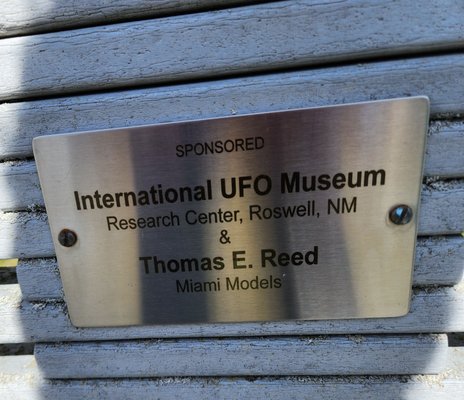 SPONSORED
International UFO Museum
Research Center, Roswell, NM
&
Thomas E. Reed
Miami Models